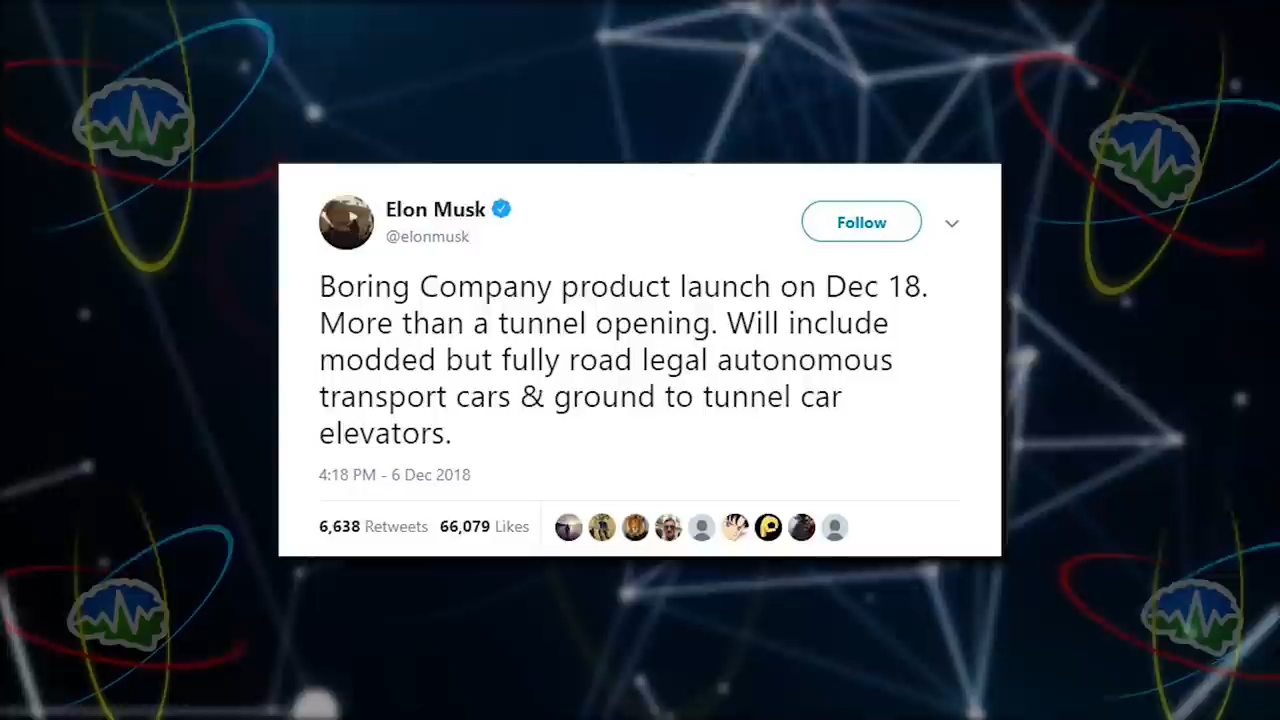 Elon Musk
@elonmusk
Follow
Boring Company product launch on Dec 18.
More than a tunnel opening. Will include
modded but fully road legal autonomous
transport cars & ground to tunnel car
elevators.
4:18 PM - 6 Dec 2018
6,638 Retweets 66,079 Likes